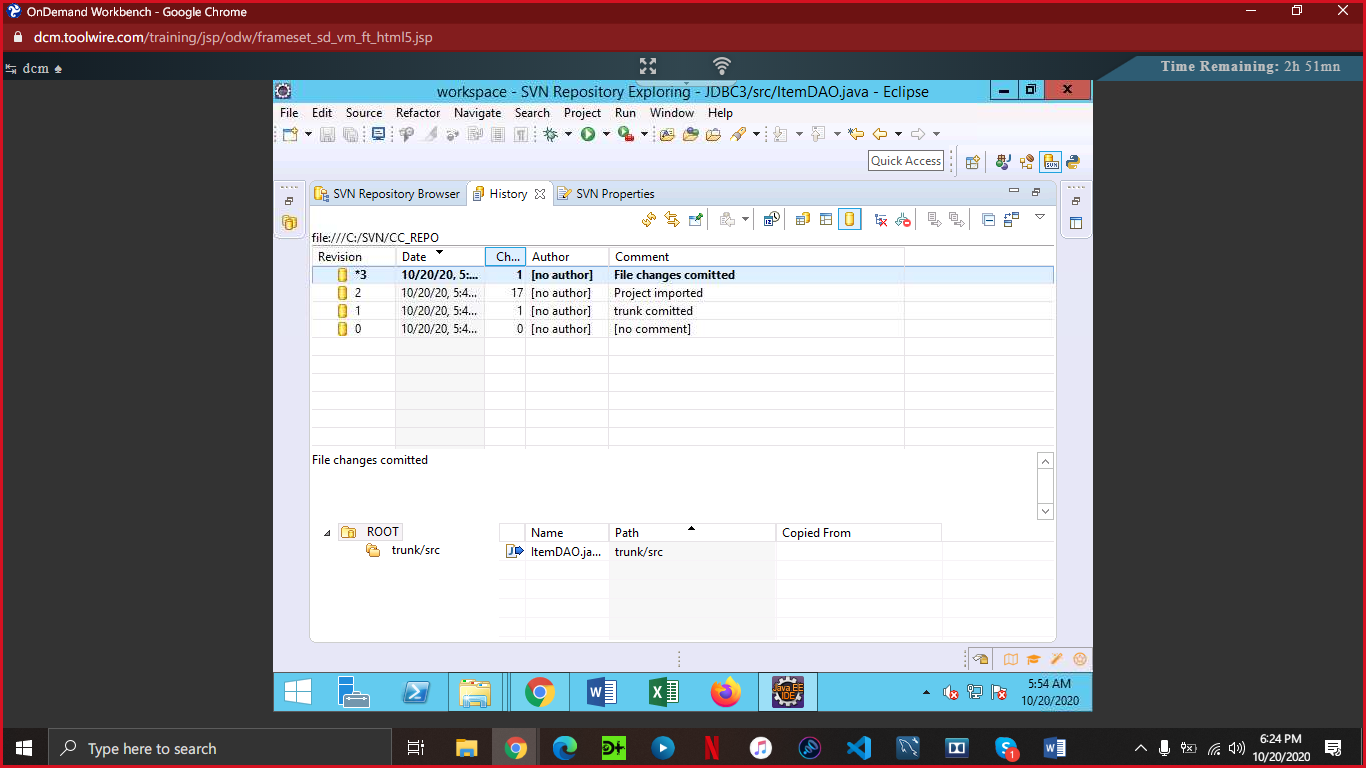 OnDemand Workbench - Google Chrome
dcm.toolwire.com/training/jsp/odw/frameset_sd_vm_ft_html5.jsp
dcm ♠
Time Remaining: 2h 51mn
workspace - SVN Repository Exploring - JDBC3/src/ItemDAO.java - Eclipse
File Edit Source Refactor Navigate Search Project Run Window Help
Quick Access
SVN Repository Browser History SVN Properties
file:///C:/SVN/CC_REPO
Revision Date Ch... Author Comment
*3 10/20/20, 5:... 1 [no author] File changes comitted
2 10/20/20, 5:4... 17 [no author] Project imported
1 10/20/20, 5:4... 1 [no author] trunk comitted
0 10/20/20, 5:4... 0 [no author] [no comment]
File changes comitted
ROOT
trunk/src
Name Path Copied From
ItemDAO.ja... trunk/src
Java EE
IDE
5:54 AM
10/20/2020
Type here to search
1
6:24 PM
10/20/2020